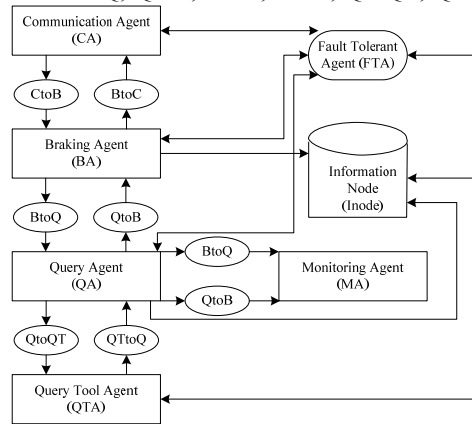 Communication Agent
(CA)
Fault Tolerant
Agent (FTA)
CtoB
BtoC
Braking Agent
(BA)
Information
Node
(Inode)
BtoQ
QtoB
Query Agent
(QA)
BtoQ
QtoB
Monitoring Agent
(MA)
QtoQT
QTtoQ
Query Tool Agent
(QTA)